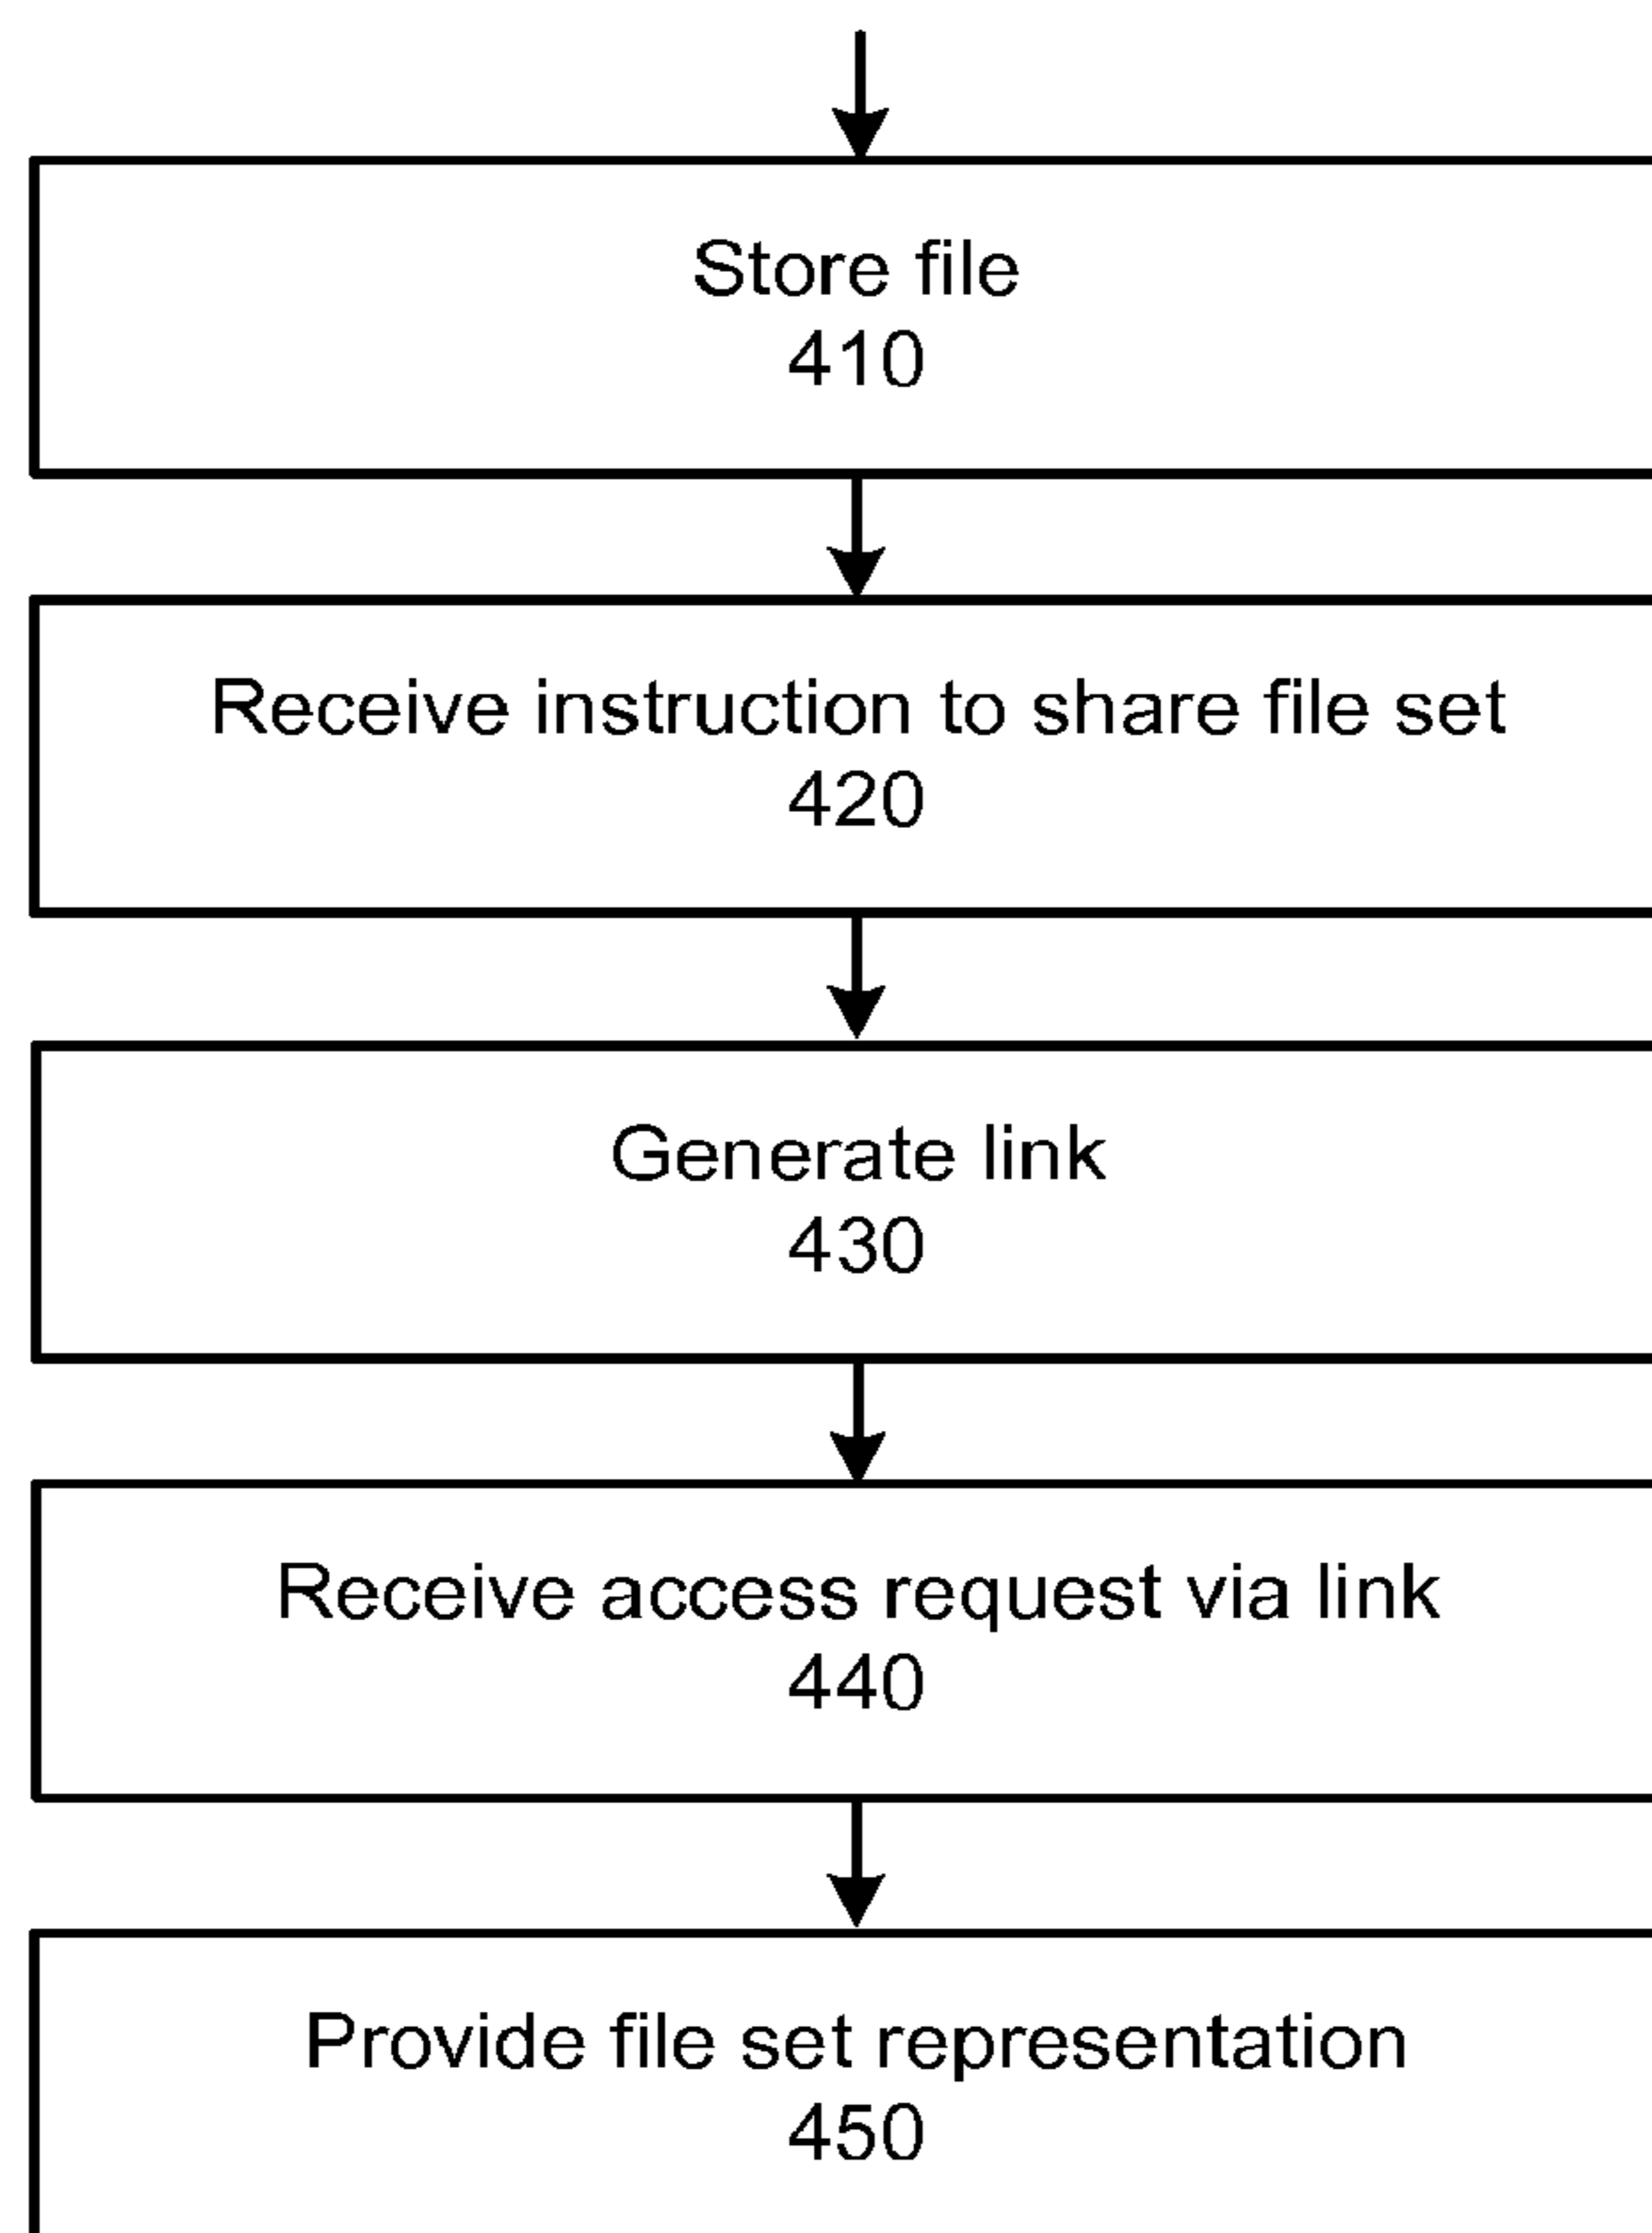 Store file
410
Receive instruction to share file set
420
Generate link
430
Receive access request via link
440
Provide file set representation
450